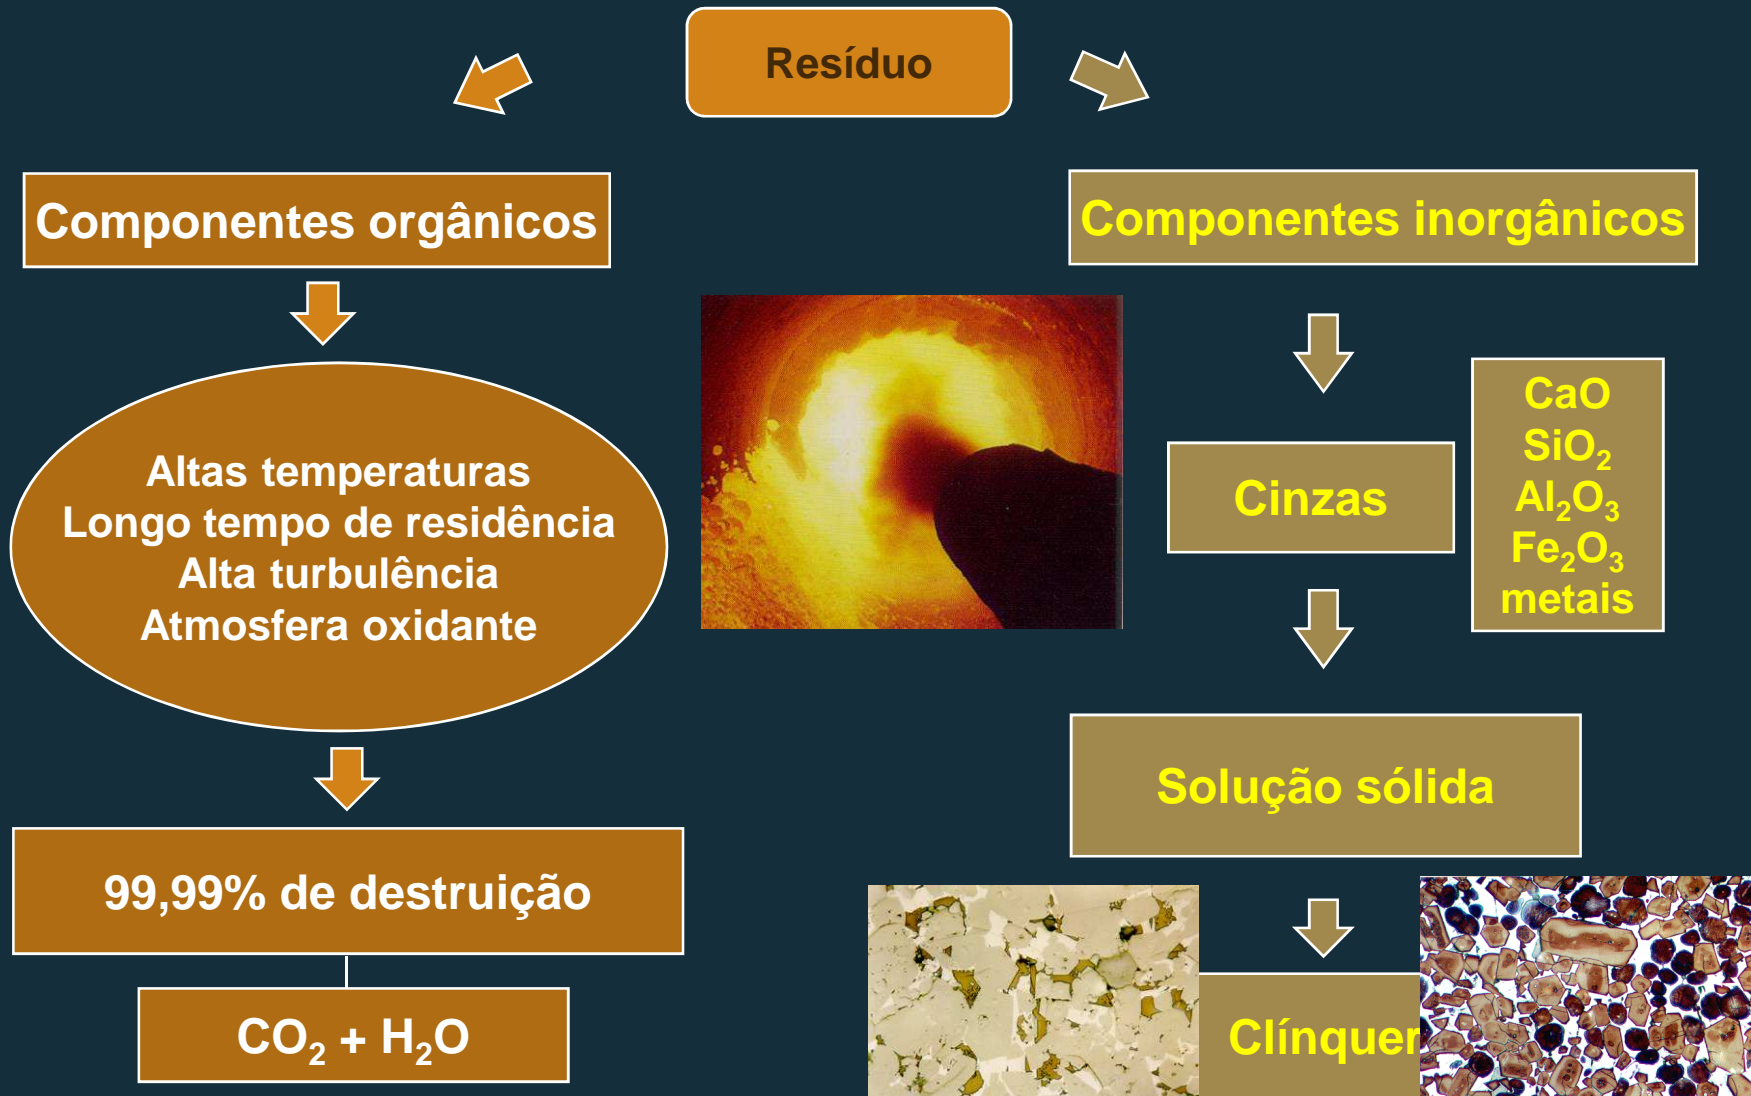 Resíduo
Componentes orgânicos
Altas temperaturas
Longo tempo de residência
Alta turbulência
Atmosfera oxidante
99,99% de destruição
CO₂ + H₂O
Componentes inorgânicos
Cinzas
CaO
SiO₂
Al₂O₃
Fe₂O₃
metais
Solução sólida
Clínquer